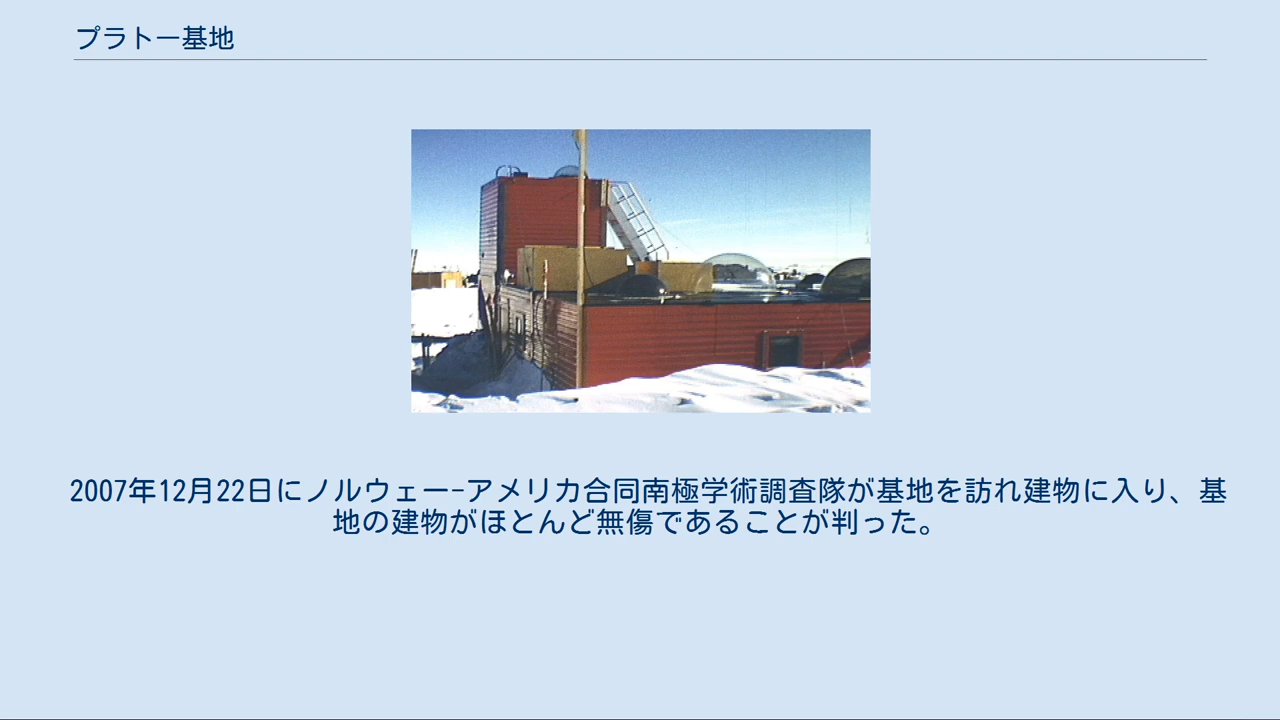 プラトー基地
2007年12月22日にノルウェー-アメリカ合同南極学術調査隊が基地を訪れ建物に入り、基
地の建物がほとんど無傷であることが判った。